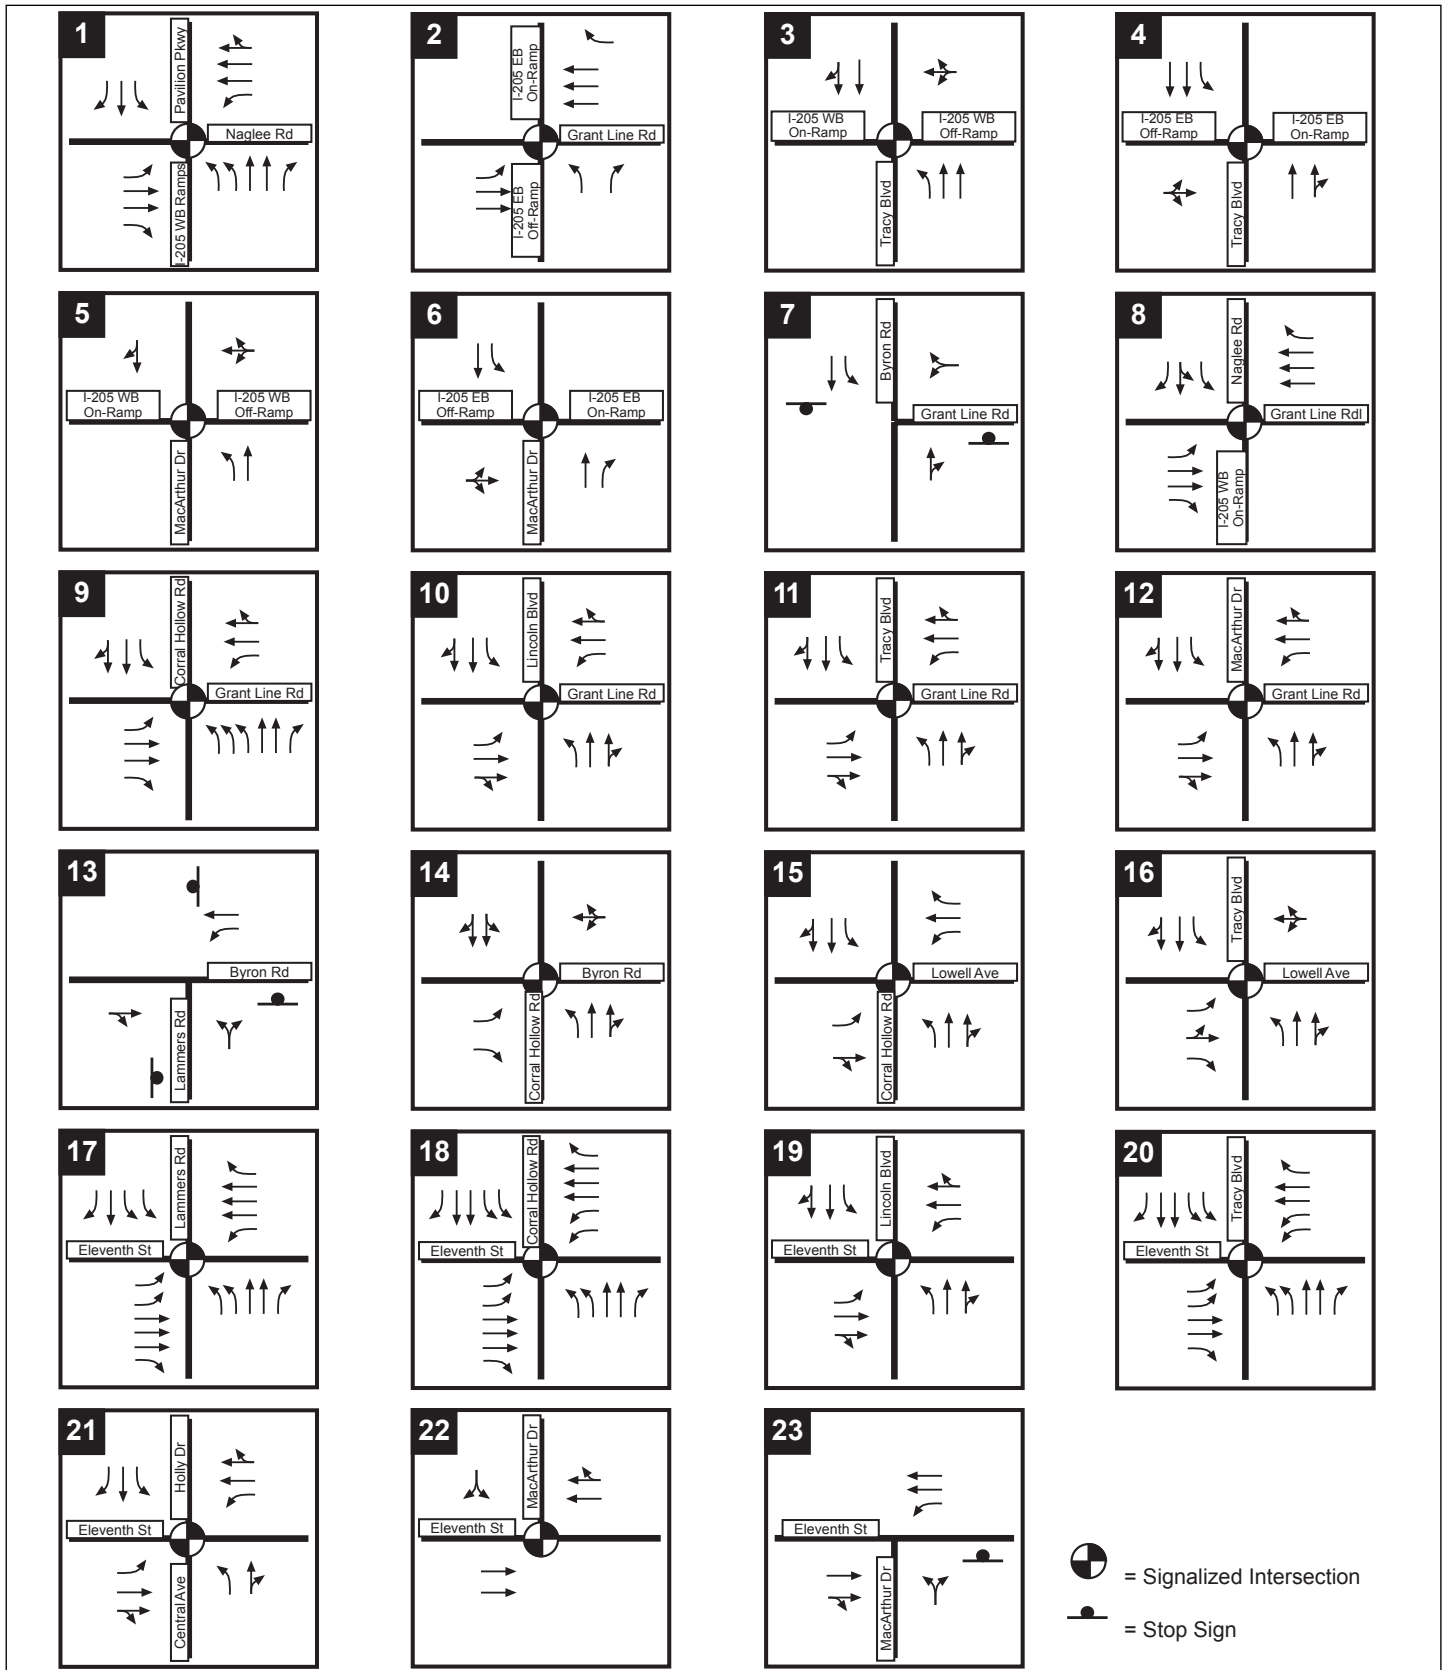 1
Pavilion Pkwy
Naglee Rd
I-205 WB Ramps
2
I-205 EB
On-Ramp
Grant Line Rd
I-205 EB
Off-Ramp
3
I-205 WB
On-Ramp
I-205 WB
Off-Ramp
Tracy Blvd
4
I-205 EB
Off-Ramp
I-205 EB
On-Ramp
Tracy Blvd
5
I-205 WB
On-Ramp
I-205 WB
Off-Ramp
MacArthur Dr
6
I-205 EB
Off-Ramp
I-205 EB
On-Ramp
MacArthur Dr
7
Byron Rd
Grant Line Rd
8
Naglee Rd
Grant Line Rdl
I-205 WB
On-Ramp
9
Corral Hollow Rd
Grant Line Rd
10
Lincoln Blvd
Grant Line Rd
11
Tracy Blvd
Grant Line Rd
12
MacArthur Dr
Grant Line Rd
13
Byron Rd
Lammers Rd
14
Byron Rd
Corral Hollow Rd
15
Lowell Ave
Corral Hollow Rd
16
Tracy Blvd
Lowell Ave
17
Lammers Rd
Eleventh St
18
Corral Hollow Rd
Eleventh St
19
Lincoln Blvd
Eleventh St
20
Tracy Blvd
Eleventh St
21
Holly Dr
Eleventh St
Central Ave
22
MacArthur Dr
Eleventh St
23
Eleventh St
MacArthur Dr
= Signalized Intersection
= Stop Sign